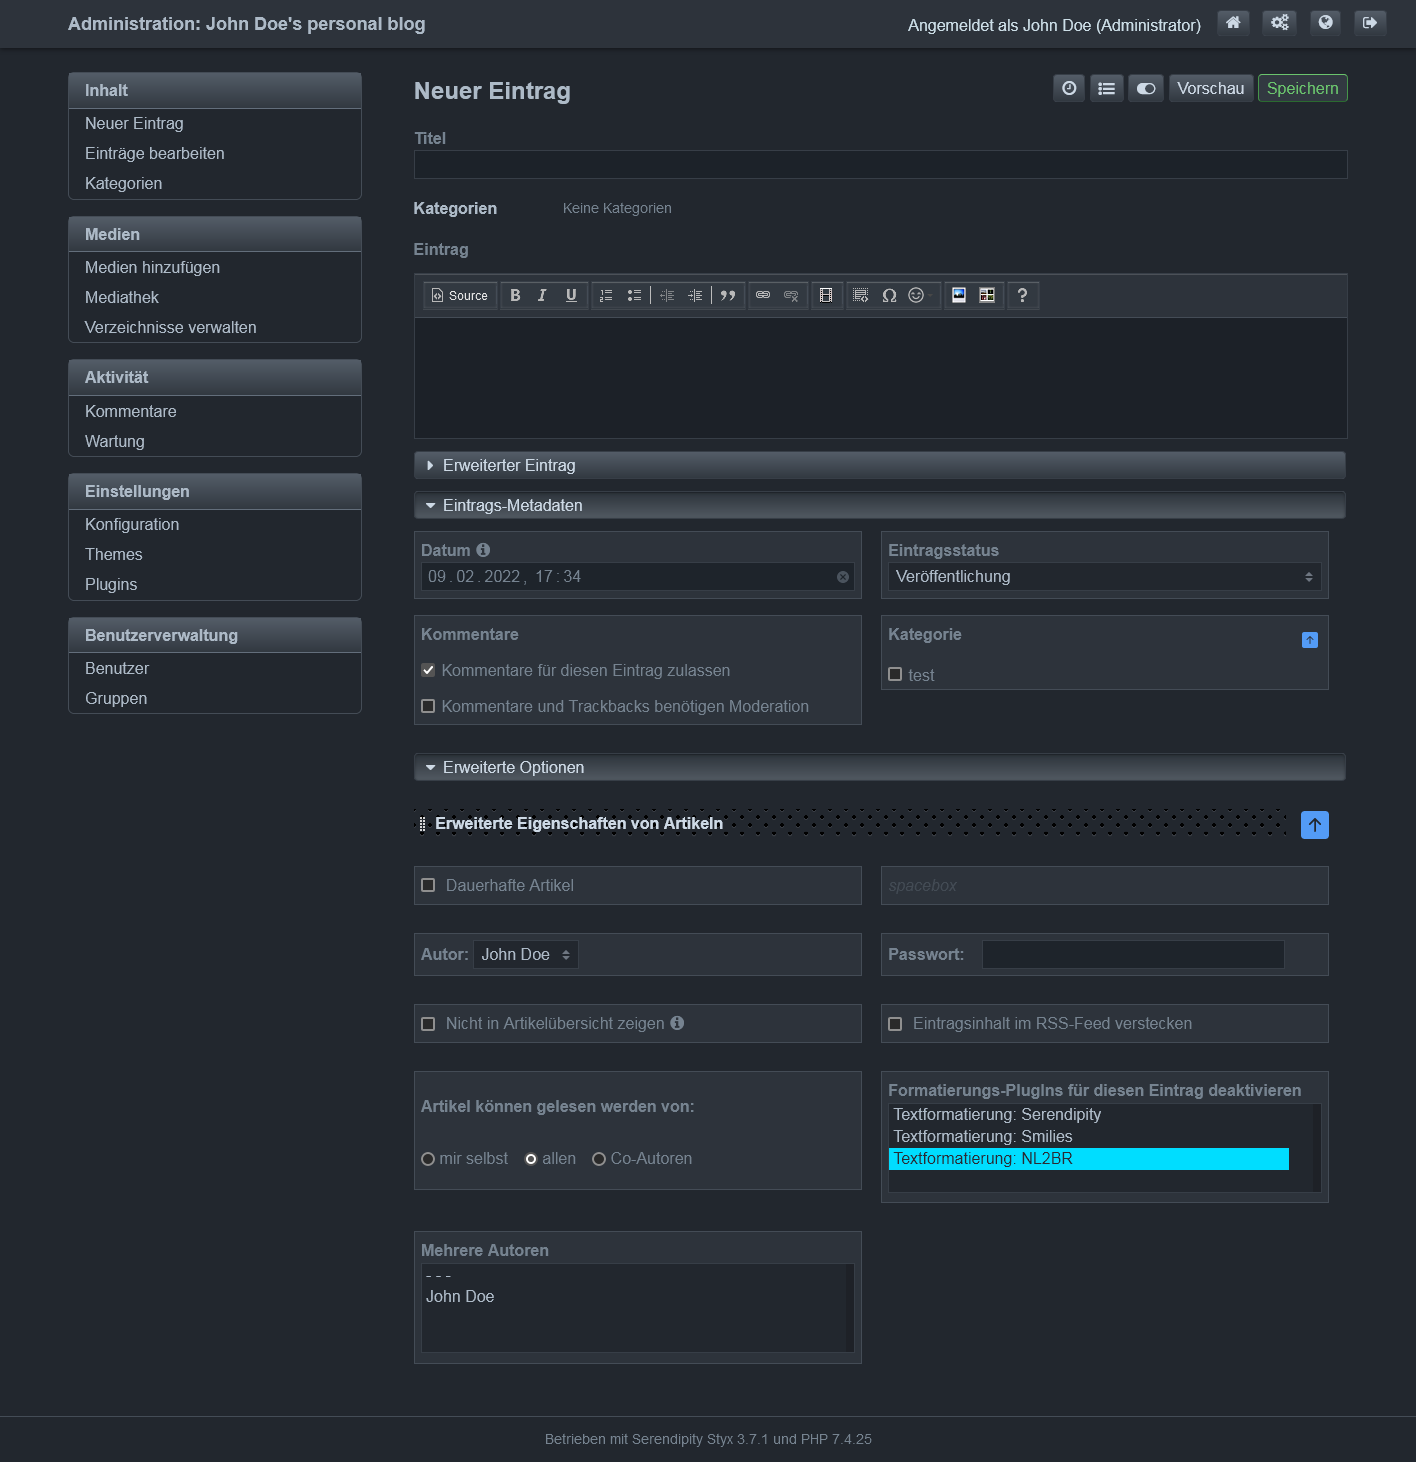 Administration: John Doe's personal blog
Angemeldet als John Doe (Administrator)
Inhalt
Neuer Eintrag
Einträge bearbeiten
Kategorien
Medien
Medien hinzufügen
Mediathek
Verzeichnisse verwalten
Aktivität
Kommentare
Wartung
Einstellungen
Konfiguration
Themes
Plugins
Benutzerverwaltung
Benutzer
Gruppen
Neuer Eintrag
Vorschau
Speichern
Titel
Kategorien
Keine Kategorien
Eintrag
Source B I U Ω ?
Erweiterter Eintrag
Eintrags-Metadaten
Datum
09.02.2022, 17:34
Eintragsstatus
Veröffentlichung
Kommentare
Kommentare für diesen Eintrag zulassen
Kommentare und Trackbacks benötigen Moderation
Kategorie
test
Erweiterte Optionen
Erweiterte Eigenschaften von Artikeln
Dauerhafte Artikel
spacebox
Autor: John Doe
Passwort:
Nicht in Artikelübersicht zeigen
Eintragsinhalt im RSS-Feed verstecken
Artikel können gelesen werden von:
mir selbst allen Co-Autoren
Formatierungs-PlugIns für diesen Eintrag deaktivieren
Textformatierung: Serendipity
Textformatierung: Smilies
Textformatierung: NL2BR
Mehrere Autoren
- - -
John Doe
Betrieben mit Serendipity Styx 3.7.1 und PHP 7.4.25